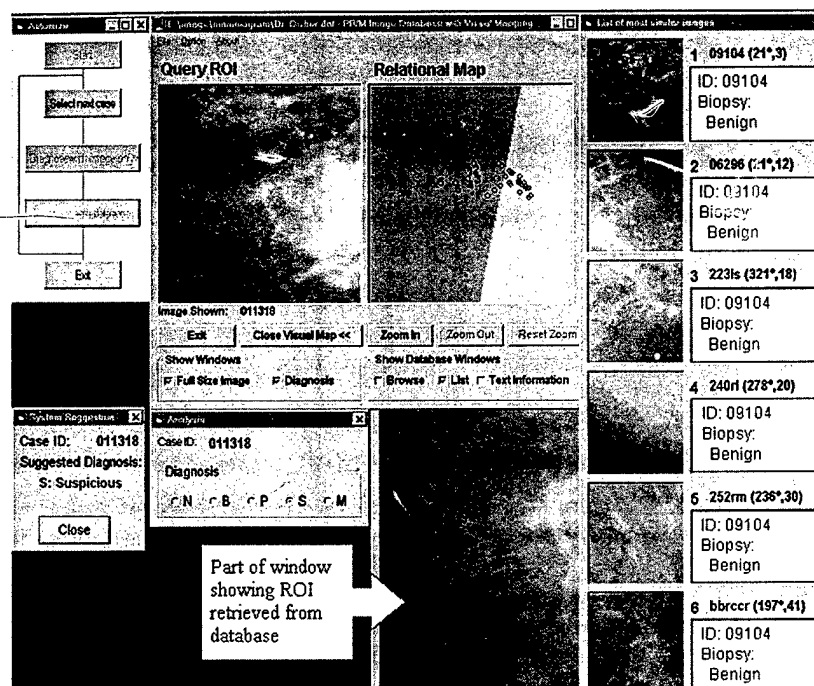 Select next case
Exit
Query ROI
Relational Map
Image Shown: 011318
Exit
Close Visual Map <<
Zoom In
Zoom Out
Reset Zoom
Show Windows
Full Size Image
Diagnosis
Show Database Windows
Browse
List
Text Information
System Suggestion
Case ID: 011318
Suggested Diagnosis:
S: Suspicious
Close
Analysis
Case ID: 011318
Diagnosis
N B P S M
Part of window
showing ROI
retrieved from
database
List of most similar images
1 09104 (21°,3)
ID: 09104
Biopsy:
Benign
2 06296 (21°,12)
ID: 09104
Biopsy:
Benign
3 223ls (321°,18)
ID: 09104
Biopsy:
Benign
4 240rl (278°,20)
ID: 09104
Biopsy:
Benign
5 252rm (236°,30)
ID: 09104
Biopsy:
Benign
6 bbrccr (197°,41)
ID: 09104
Biopsy:
Benign